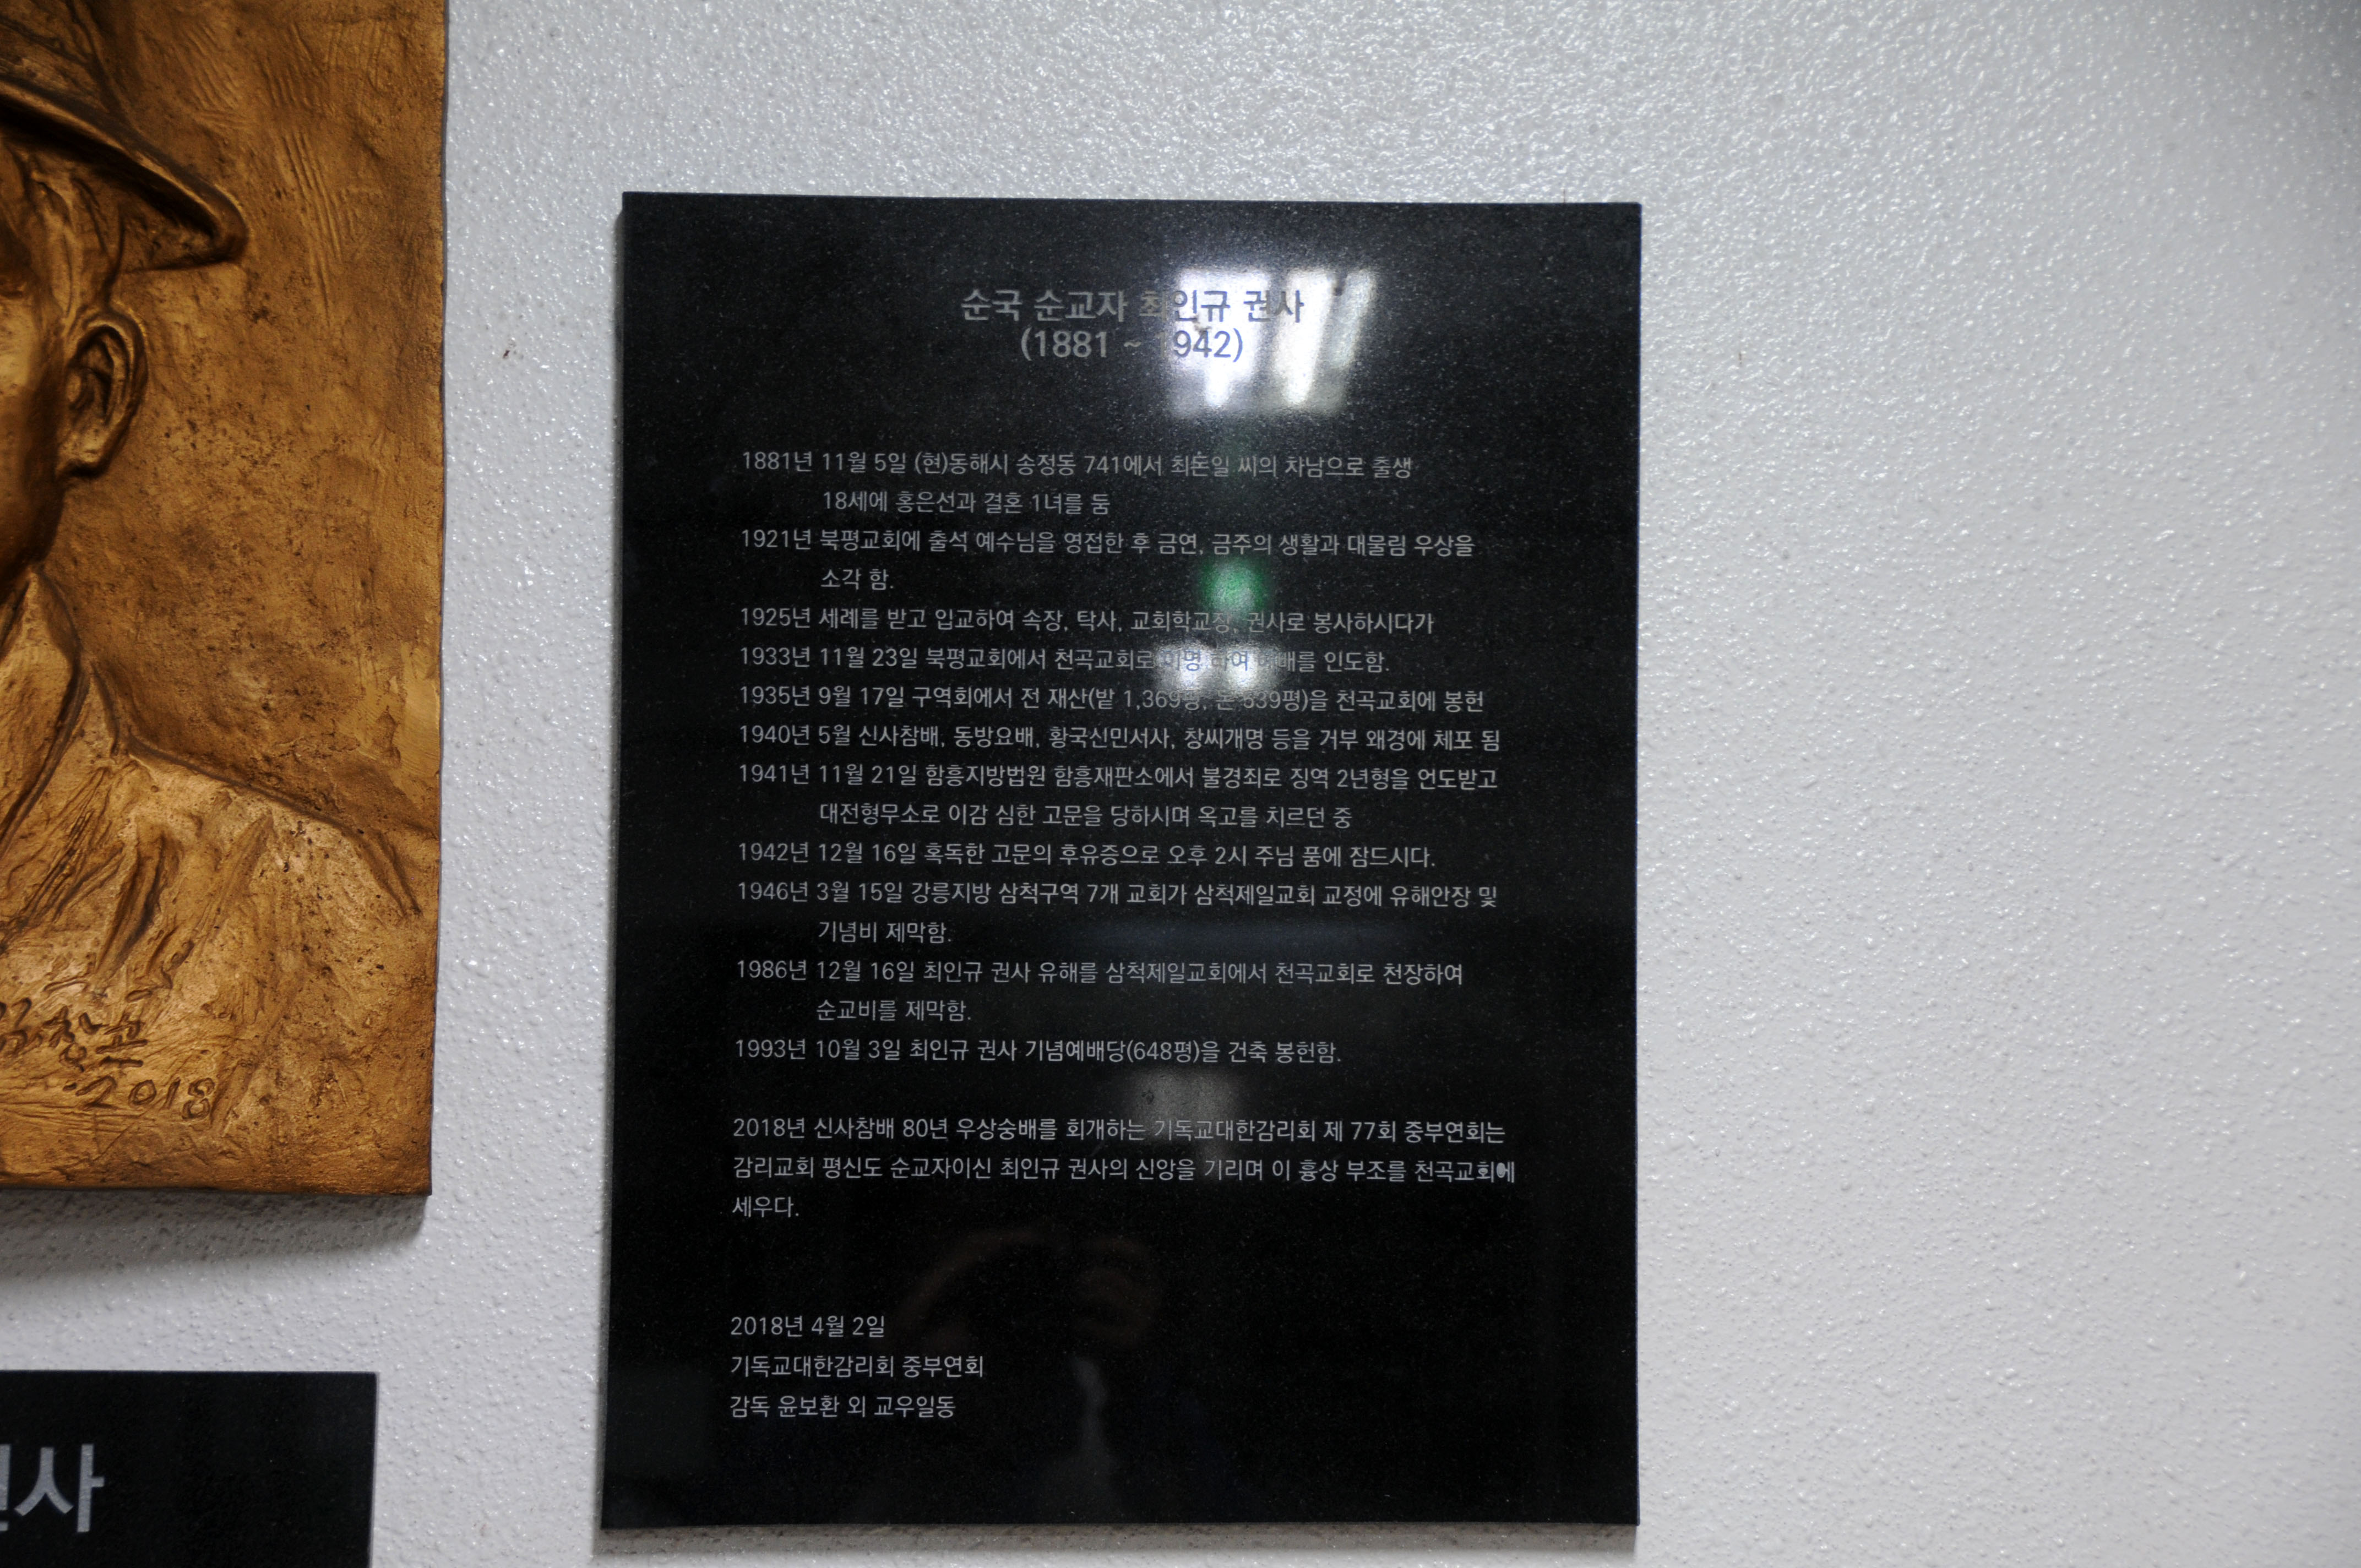 순국 순교자 최인규 권사
(1881 ~ 1942)
1881년 11월 5일 (현)동해시 송정동 741에서 최돈일 씨의 차남으로 출생
18세에 홍은선과 결혼 1녀를 둠
1921년 북평교회에 출석 예수님을 영접한 후 금연, 금주의 생활과 대물림 우상을
소각 함.
1925년 세례를 받고 입교하여 속장, 탁사, 교회학교장, 권사로 봉사하시다가
1933년 11월 23일 북평교회에서 천곡교회로 이명 하여 예배를 인도함.
1935년 9월 17일 구역회에서 전 재산(밭 1,369평, 논 539평)을 천곡교회에 봉헌
1940년 5월 신사참배, 동방요배, 황국신민서사, 창씨개명 등을 거부 왜경에 체포 됨
1941년 11월 21일 함흥지방법원 함흥재판소에서 불경죄로 징역 2년형을 언도받고
대전형무소로 이감 심한 고문을 당하시며 옥고를 치르던 중
1942년 12월 16일 혹독한 고문의 후유증으로 오후 2시 주님 품에 잠드시다.
1946년 3월 15일 강릉지방 삼척구역 7개 교회가 삼척제일교회 교정에 유해안장 및
기념비 제막함.
1986년 12월 16일 최인규 권사 유해를 삼척제일교회에서 천곡교회로 천장하여
순교비를 제막함.
1993년 10월 3일 최인규 권사 기념예배당(648평)을 건축 봉헌함.
2018년 신사참배 80년 우상숭배를 회개하는 기독교대한감리회 제 77회 중부연회는
감리교회 평신도 순교자이신 최인규 권사의 신앙을 기리며 이 흉상 부조를 천곡교회에
세우다.
2018년 4월 2일
기독교대한감리회 중부연회
감독 윤보환 외 교우일동
2018
사